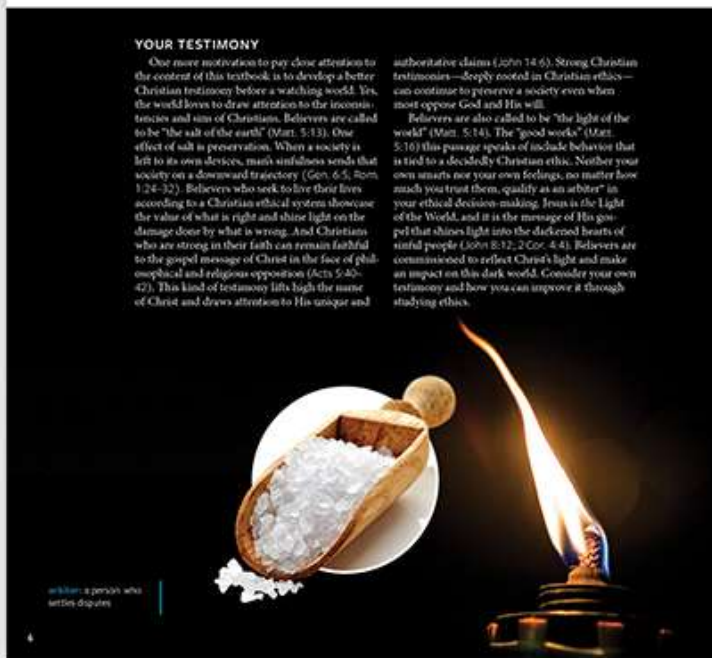 YOUR TESTIMONY
One more motivation to pay close attention to
the content of this textbook is to develop a better
Christian testimony before a watching world. Yes,
the world loves to draw attention to the inconsis-
tencies and sins of Christians. Believers are called
to be "the salt of the earth" (Matt. 5:13). One
effect of salt is preservation. When a society is
left to its own devices, man's sinfulness sends that
society on a downward trajectory (Gen. 6:5; Rom.
1:24–32). Believers who seek to live their lives
according to a Christian ethical system showcase
the value of what is right and shine light on the
damage done by what is wrong. And Christians
who are strong in their faith can remain faithful
to the gospel message of Christ in the face of phil-
osophical and religious opposition (Acts 5:40–
42). This kind of testimony lifts high the name
of Christ and draws attention to His unique and
authoritative claims (John 14:6). Strong Christian
testimonies—deeply rooted in Christian ethics—
can continue to preserve a society even when
most oppose God and His will.
Believers are also called to be "the light of the
world" (Matt. 5:14). The "good works" (Matt.
5:16) this passage speaks of include behavior that
is tied to a decidedly Christian ethic. Neither your
own smarts nor your own feelings, no matter how
much you trust them, qualify as an arbiter* in
your ethical decision-making. Jesus is the Light
of the World, and it is the message of His gos-
pel that shines light into the darkened hearts of
sinful people (John 8:12; 2 Cor. 4:4). Believers are
commissioned to reflect Christ's light and make
an impact on this dark world. Consider your own
testimony and how you can improve it through
studying ethics.
arbiter: a person who
settles disputes
6